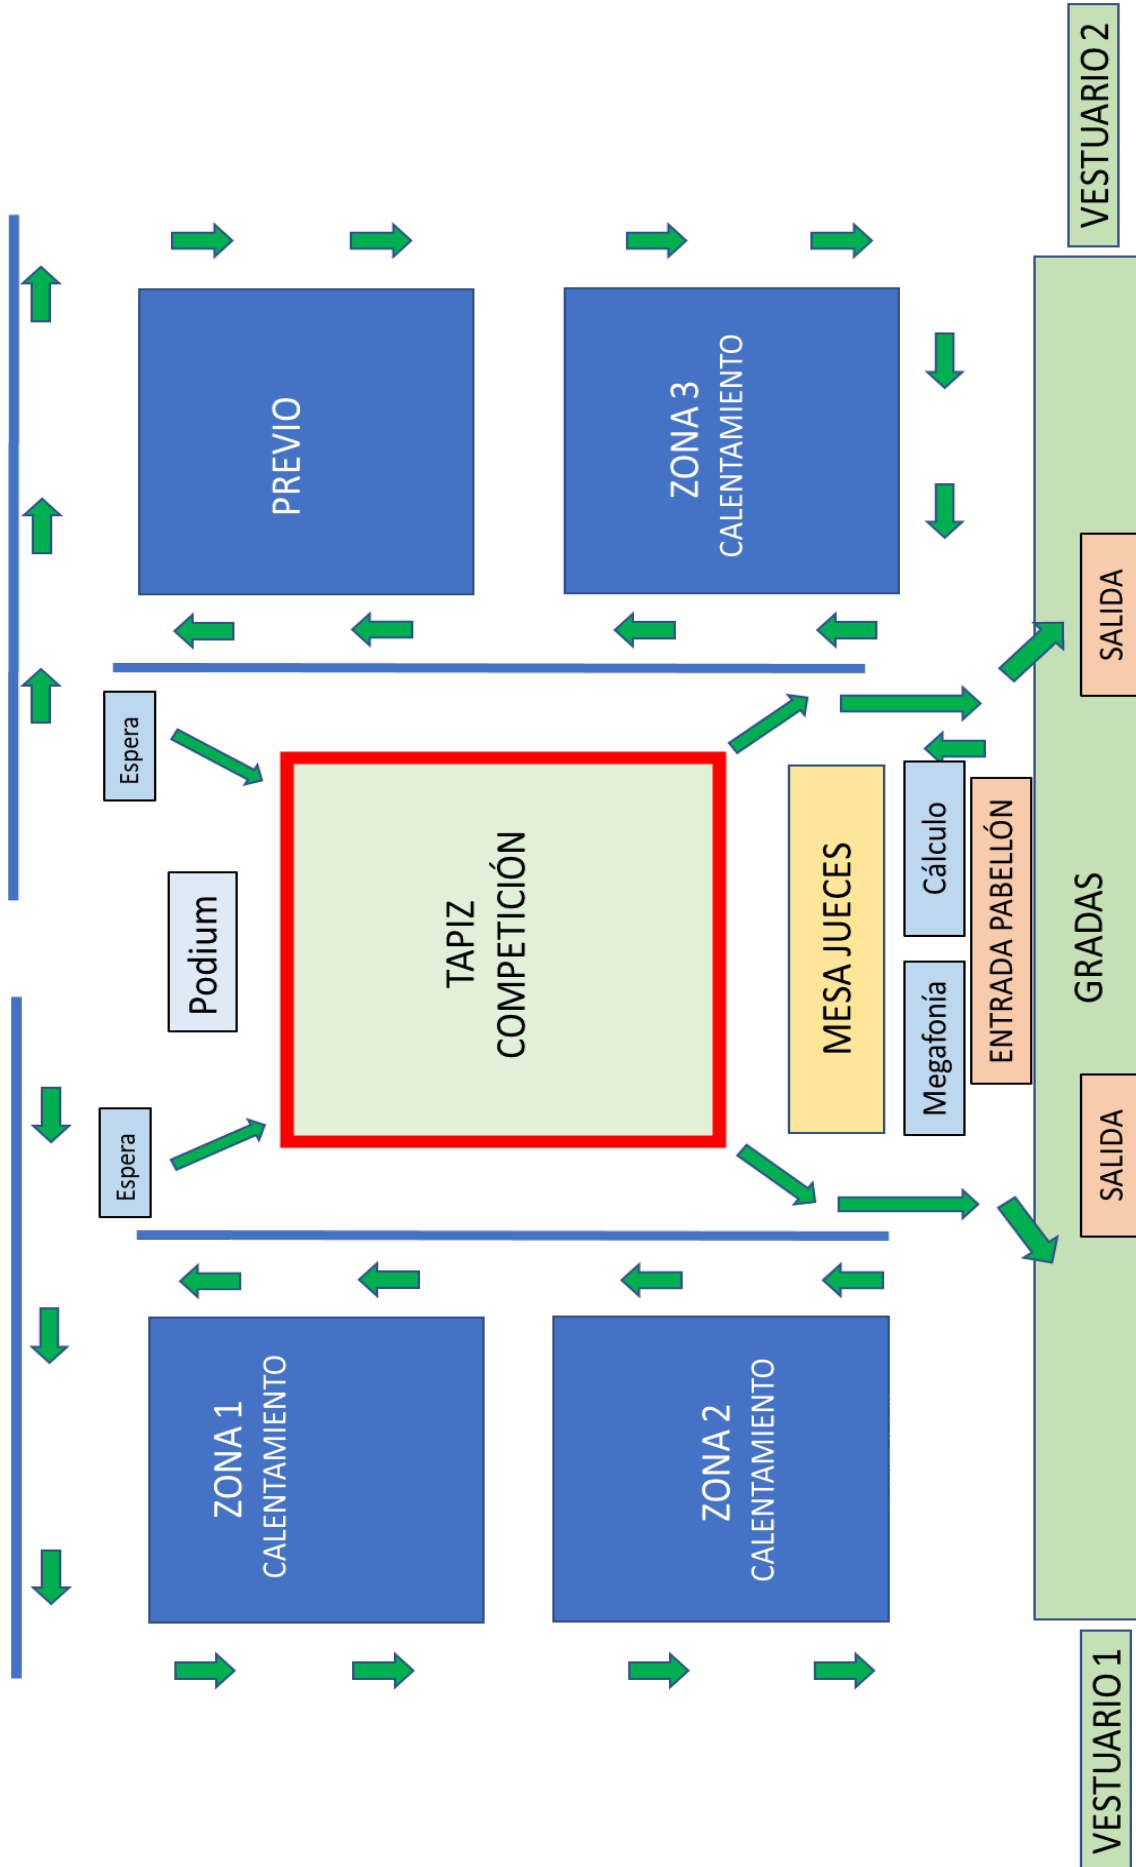 Espera
Espera
Podium
ZONA 1
CALENTAMIENTO
PREVIO
TAPIZ
COMPETICIÓN
ZONA 2
CALENTAMIENTO
ZONA 3
CALENTAMIENTO
MESA JUECES
Megafonía
Cálculo
ENTRADA PABELLÓN
GRADAS
SALIDA
SALIDA
VESTUARIO 1
VESTUARIO 2